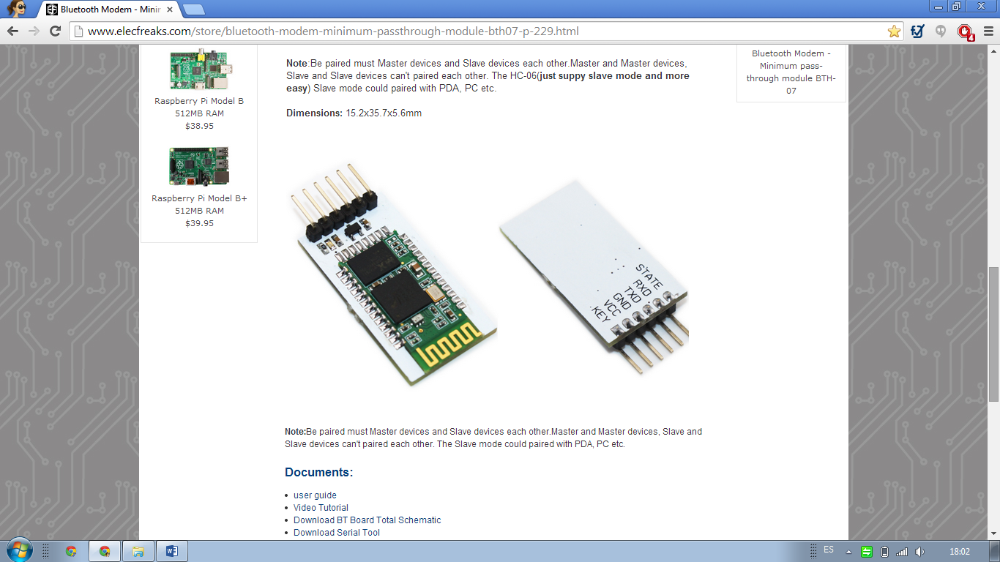 Bluetooth Modem - Minir
www.elecfreaks.com/store/bluetooth-modem-minimum-passthrough-module-bth07-p-229.html
4
Raspberry Pi Model B
512MB RAM
$38.95
Raspberry Pi Model B+
512MB RAM
$39.95
Note:Be paired must Master devices and Slave devices each other.Master and Master devices,
Slave and Slave devices can't paired each other. The HC-06(just suppy slave mode and more
easy) Slave mode could paired with PDA, PC etc.
Dimensions: 15.2x35.7x5.6mm
STATE
RXD
TXD
GND
VCC
KEY
Note:Be paired must Master devices and Slave devices each other.Master and Master devices, Slave and
Slave devices can't paired each other. The Slave mode could paired with PDA, PC etc.
Documents:
user guide
Video Tutorial
Download BT Board Total Schematic
Download Serial Tool
Bluetooth Modem -
Minimum pass-
through module BTH-
07
ES
18:02